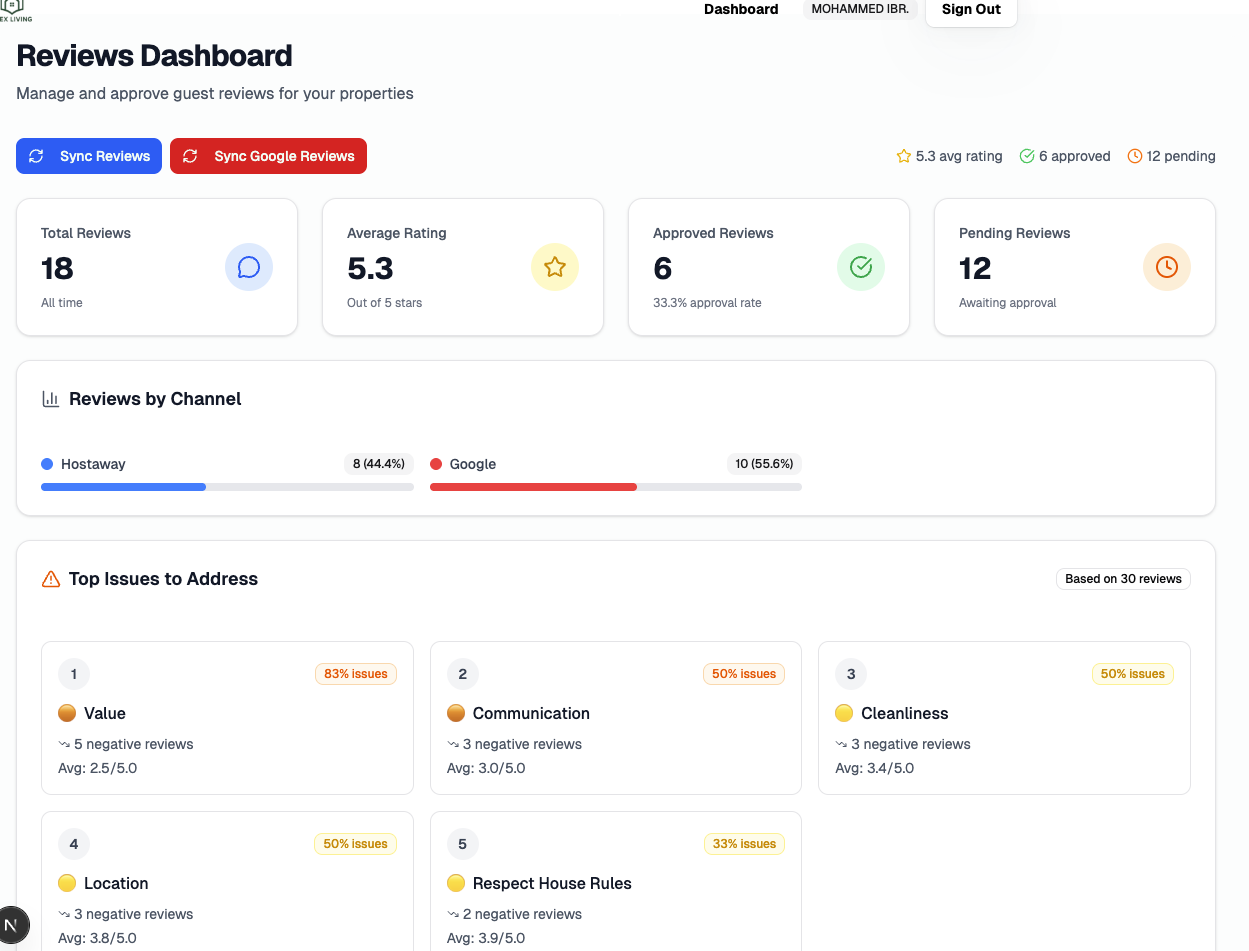 EX LIVING
Dashboard MOHAMMED IBR. Sign Out
Reviews Dashboard
Manage and approve guest reviews for your properties
Sync Reviews Sync Google Reviews 5.3 avg rating 6 approved 12 pending
Total Reviews
18
All time
Average Rating
5.3
Out of 5 stars
Approved Reviews
6
33.3% approval rate
Pending Reviews
12
Awaiting approval
Reviews by Channel
Hostaway 8 (44.4%)
Google 10 (55.6%)
Top Issues to Address Based on 30 reviews
1 83% issues
Value
5 negative reviews
Avg: 2.5/5.0
2 50% issues
Communication
3 negative reviews
Avg: 3.0/5.0
3 50% issues
Cleanliness
3 negative reviews
Avg: 3.4/5.0
4 50% issues
Location
3 negative reviews
Avg: 3.8/5.0
5 33% issues
Respect House Rules
2 negative reviews
Avg: 3.9/5.0
N